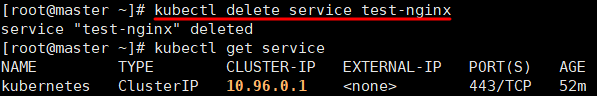 [root@master ~]# kubectl delete service test-nginx
service "test-nginx" deleted
[root@master ~]# kubectl get service
NAME TYPE CLUSTER-IP EXTERNAL-IP PORT(S) AGE
kubernetes ClusterIP 10.96.0.1 <none> 443/TCP 52m